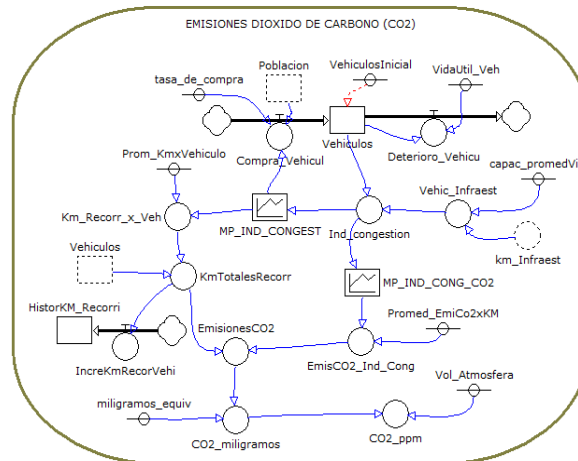 EMISIONES DIOXIDO DE CARBONO (CO2)
Poblacion
VehiculosInicial
tasa_de_compra
VidaUtil_Veh
Vehiculos
Compra_Vehicul
Deterioro_Vehicu
Prom_KmxVehiculo
capac_promedVi
Vehic_Infraest
Km_Recorr_x_Veh
MP_IND_CONGEST
Ind_congestion
Vehiculos
km_Infraest
KmTotalesRecorr
MP_IND_CONG_CO2
HistorKM_Recorri
EmisionesCO2
Promed_EmiCo2xKM
IncreKmRecorVehi
EmisCO2_Ind_Cong
Vol_Atmosfera
miligramos_equiv
CO2_miligramos
CO2_ppm